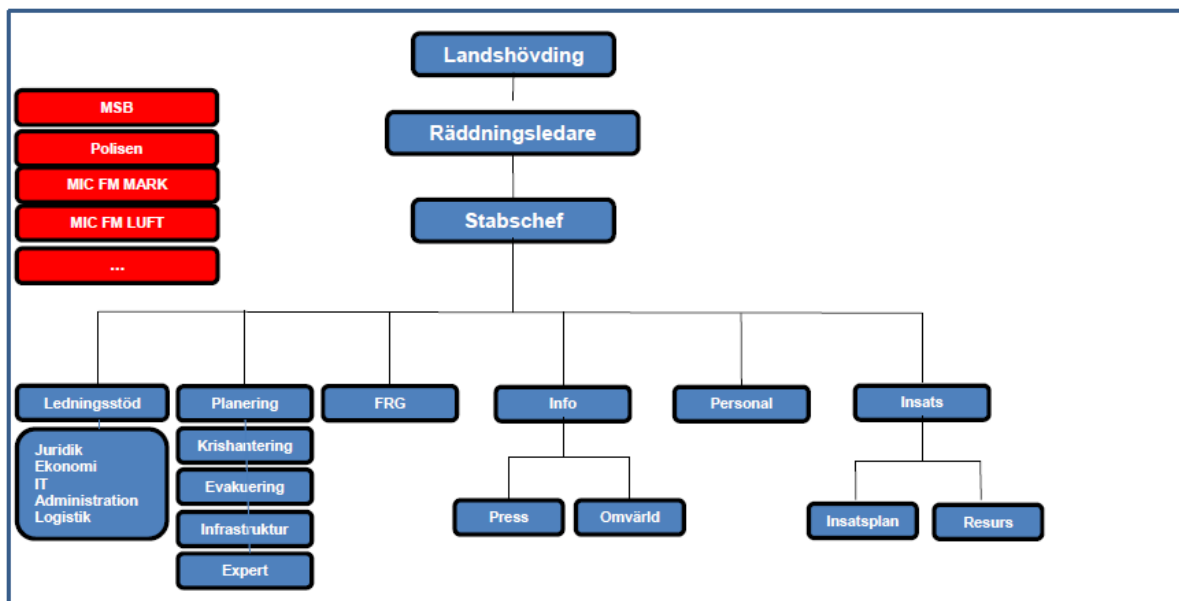 Landshövding
MSB
Räddningsledare
Polisen
MIC FM MARK
MIC FM LUFT
Stabschef
...
Ledningsstöd
Planering
FRG
Info
Personal
Insats
Juridik
Ekonomi
IT
Administration
Logistik
Krishantering
Evakuering
Infrastruktur
Expert
Press
Omvärld
Insatsplan
Resurs